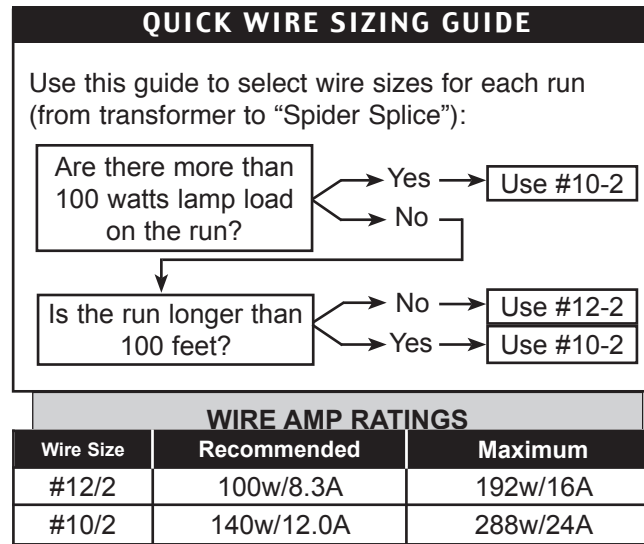 QUICK WIRE SIZING GUIDE
Use this guide to select wire sizes for each run
(from transformer to “Spider Splice”):
Are there more than
100 watts lamp load
on the run?
Yes
Use #10-2
No
Is the run longer than
100 feet?
No
Use #12-2
Yes
Use #10-2
WIRE AMP RATINGS
Wire Size Recommended Maximum
#12/2 100w/8.3A 192w/16A
#10/2 140w/12.0A 288w/24A